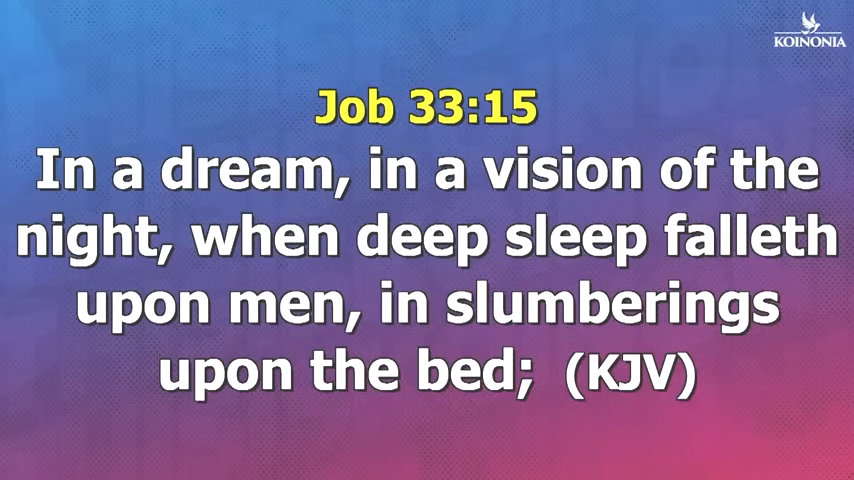 KOINONIA
Job 33:15
In a dream, in a vision of the
night, when deep sleep falleth
upon men, in slumberings
upon the bed; (KJV)